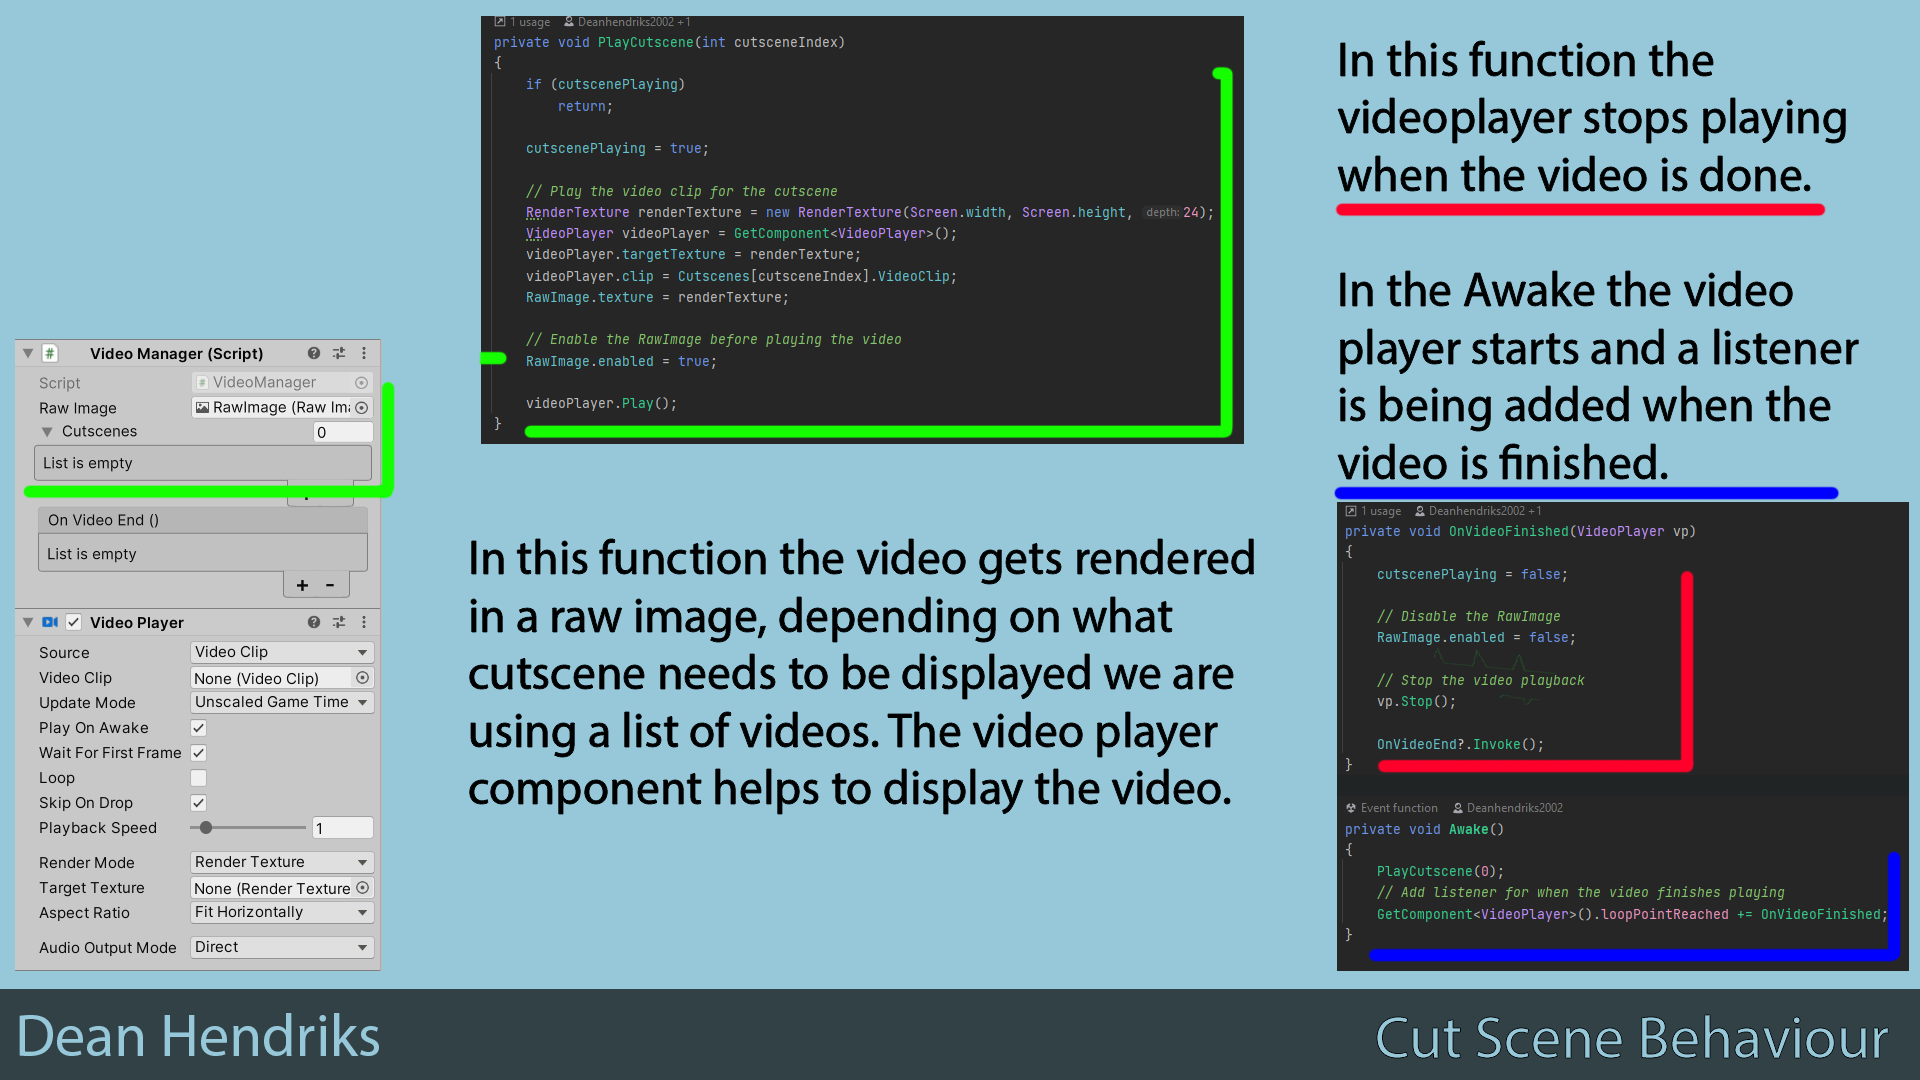 Video Manager (Script)
Script VideoManager
Raw Image RawImage (Raw Ima
Cutscenes 0
List is empty
On Video End ()
List is empty
+ -
Video Player
Source Video Clip
Video Clip None (Video Clip)
Update Mode Unscaled Game Time
Play On Awake
Wait For First Frame
Loop
Skip On Drop
Playback Speed 1
Render Mode Render Texture
Target Texture None (Render Texture
Aspect Ratio Fit Horizontally
Audio Output Mode Direct
1 usage Deanhendriks2002 +1
private void PlayCutscene(int cutsceneIndex)
{
if (cutscenePlaying)
return;
cutscenePlaying = true;
// Play the video clip for the cutscene
RenderTexture renderTexture = new RenderTexture(Screen.width, Screen.height, depth: 24);
VideoPlayer videoPlayer = GetComponent<VideoPlayer>();
videoPlayer.targetTexture = renderTexture;
videoPlayer.clip = Cutscenes[cutsceneIndex].VideoClip;
RawImage.texture = renderTexture;
// Enable the RawImage before playing the video
RawImage.enabled = true;
videoPlayer.Play();
}
In this function the video gets rendered
in a raw image, depending on what
cutscene needs to be displayed we are
using a list of videos. The video player
component helps to display the video.
In this function the
videoplayer stops playing
when the video is done.
In the Awake the video
player starts and a listener
is being added when the
video is finished.
1 usage Deanhendriks2002 +1
private void OnVideoFinished(VideoPlayer vp)
{
cutscenePlaying = false;
// Disable the RawImage
RawImage.enabled = false;
// Stop the video playback
vp.Stop();
OnVideoEnd?.Invoke();
}
Event function Deanhendriks2002
private void Awake()
{
PlayCutscene(0);
// Add listener for when the video finishes playing
GetComponent<VideoPlayer>().loopPointReached += OnVideoFinished;
}
Dean Hendriks
Cut Scene Behaviour